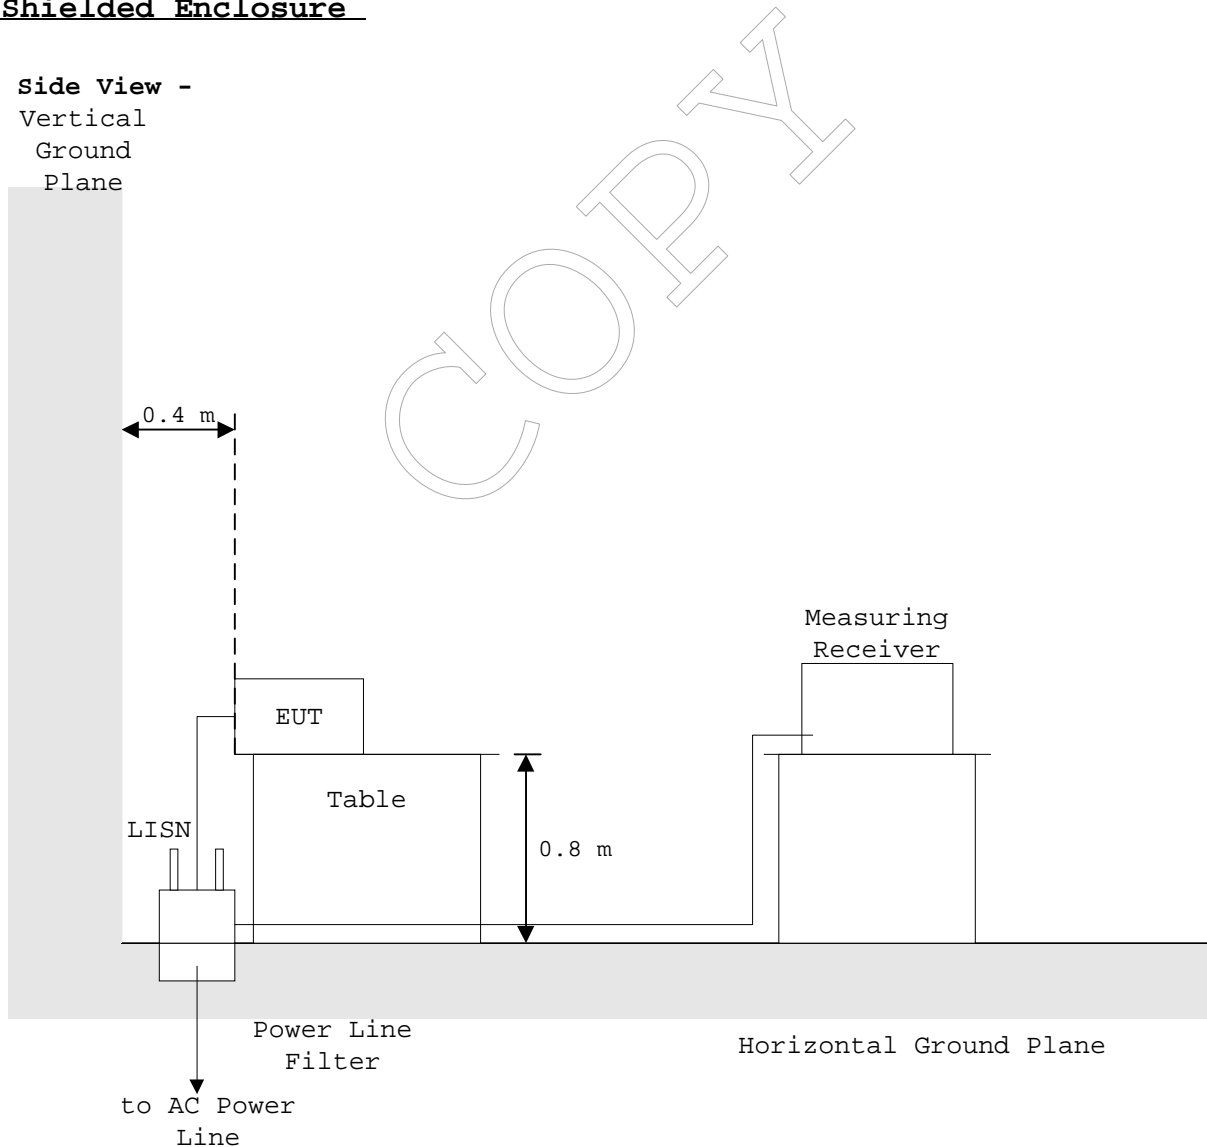 Shielded Enclosure
Side View -
Vertical
Ground
Plane
COPY
0.4 m
Measuring
Receiver
EUT
Table
LISN
0.8 m
Power Line
Filter
Horizontal Ground Plane
to AC Power
Line